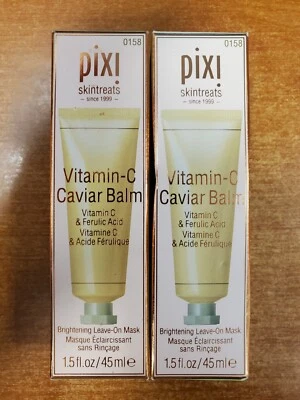 0158
pixi
skintreats
– since 1999 –
Vitamin-C
Caviar Balm
Vitamin C
& Ferulic Acid
Vitamine C
& Acide Férulique
Brightening Leave-On Mask
Masque Éclaircissant
sans Rinçage
1.5 fl.oz/45ml e
0158
pixi
skintreats
– since 1999 –
Vitamin-C
Caviar Balm
Vitamin C
& Ferulic Acid
Vitamine C
& Acide Férulique
Brightening Leave-On Mask
Masque Éclaircissant
sans Rinçage
1.5 fl.oz/45ml e